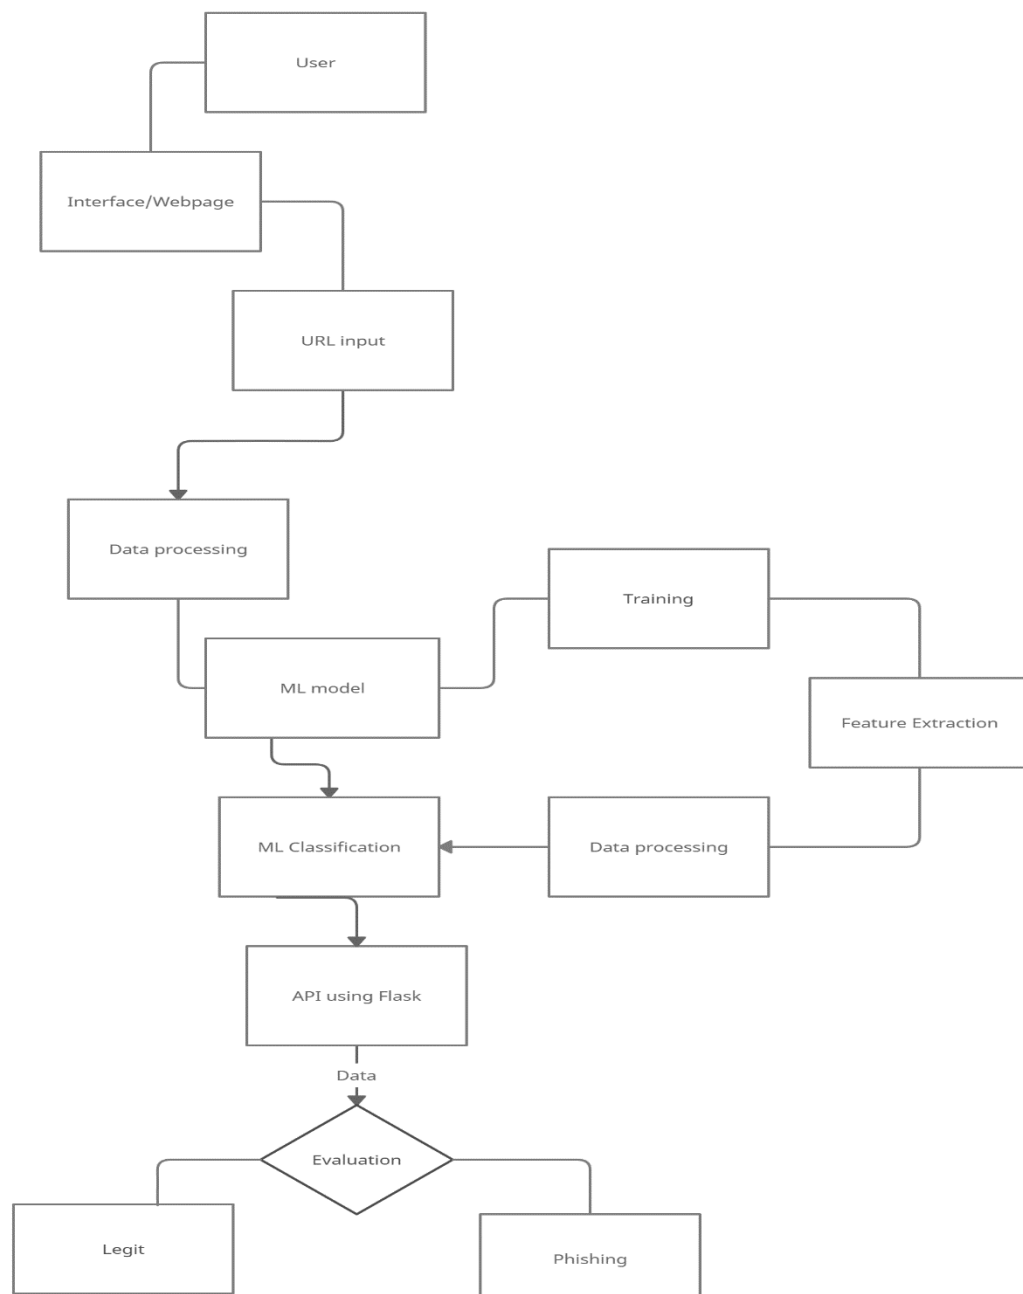 User
Interface/Webpage
URL input
Data processing
Training
ML model
Feature Extraction
ML Classification
Data processing
API using Flask
Data
Evaluation
Legit
Phishing